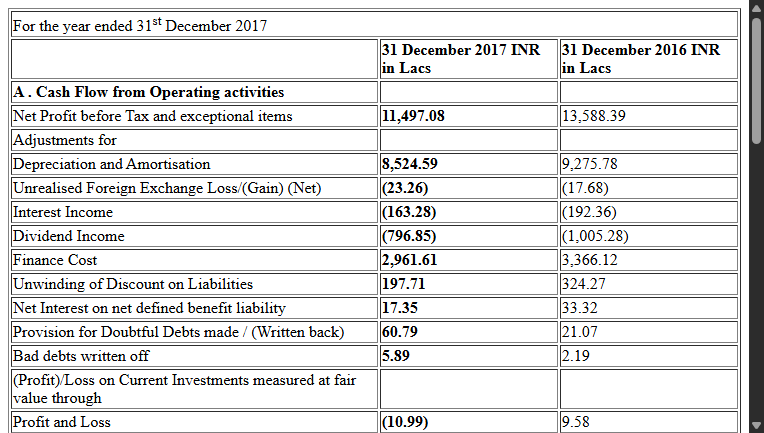 For the year ended 31st December 2017
31 December 2017 INR in Lacs 31 December 2016 INR in Lacs
A . Cash Flow from Operating activities
Net Profit before Tax and exceptional items 11,497.08 13,588.39
Adjustments for
Depreciation and Amortisation 8,524.59 9,275.78
Unrealised Foreign Exchange Loss/(Gain) (Net) (23.26) (17.68)
Interest Income (163.28) (192.36)
Dividend Income (796.85) (1,005.28)
Finance Cost 2,961.61 3,366.12
Unwinding of Discount on Liabilities 197.71 324.27
Net Interest on net defined benefit liability 17.35 33.32
Provision for Doubtful Debts made / (Written back) 60.79 21.07
Bad debts written off 5.89 2.19
(Profit)/Loss on Current Investments measured at fair
value through
Profit and Loss (10.99) 9.58